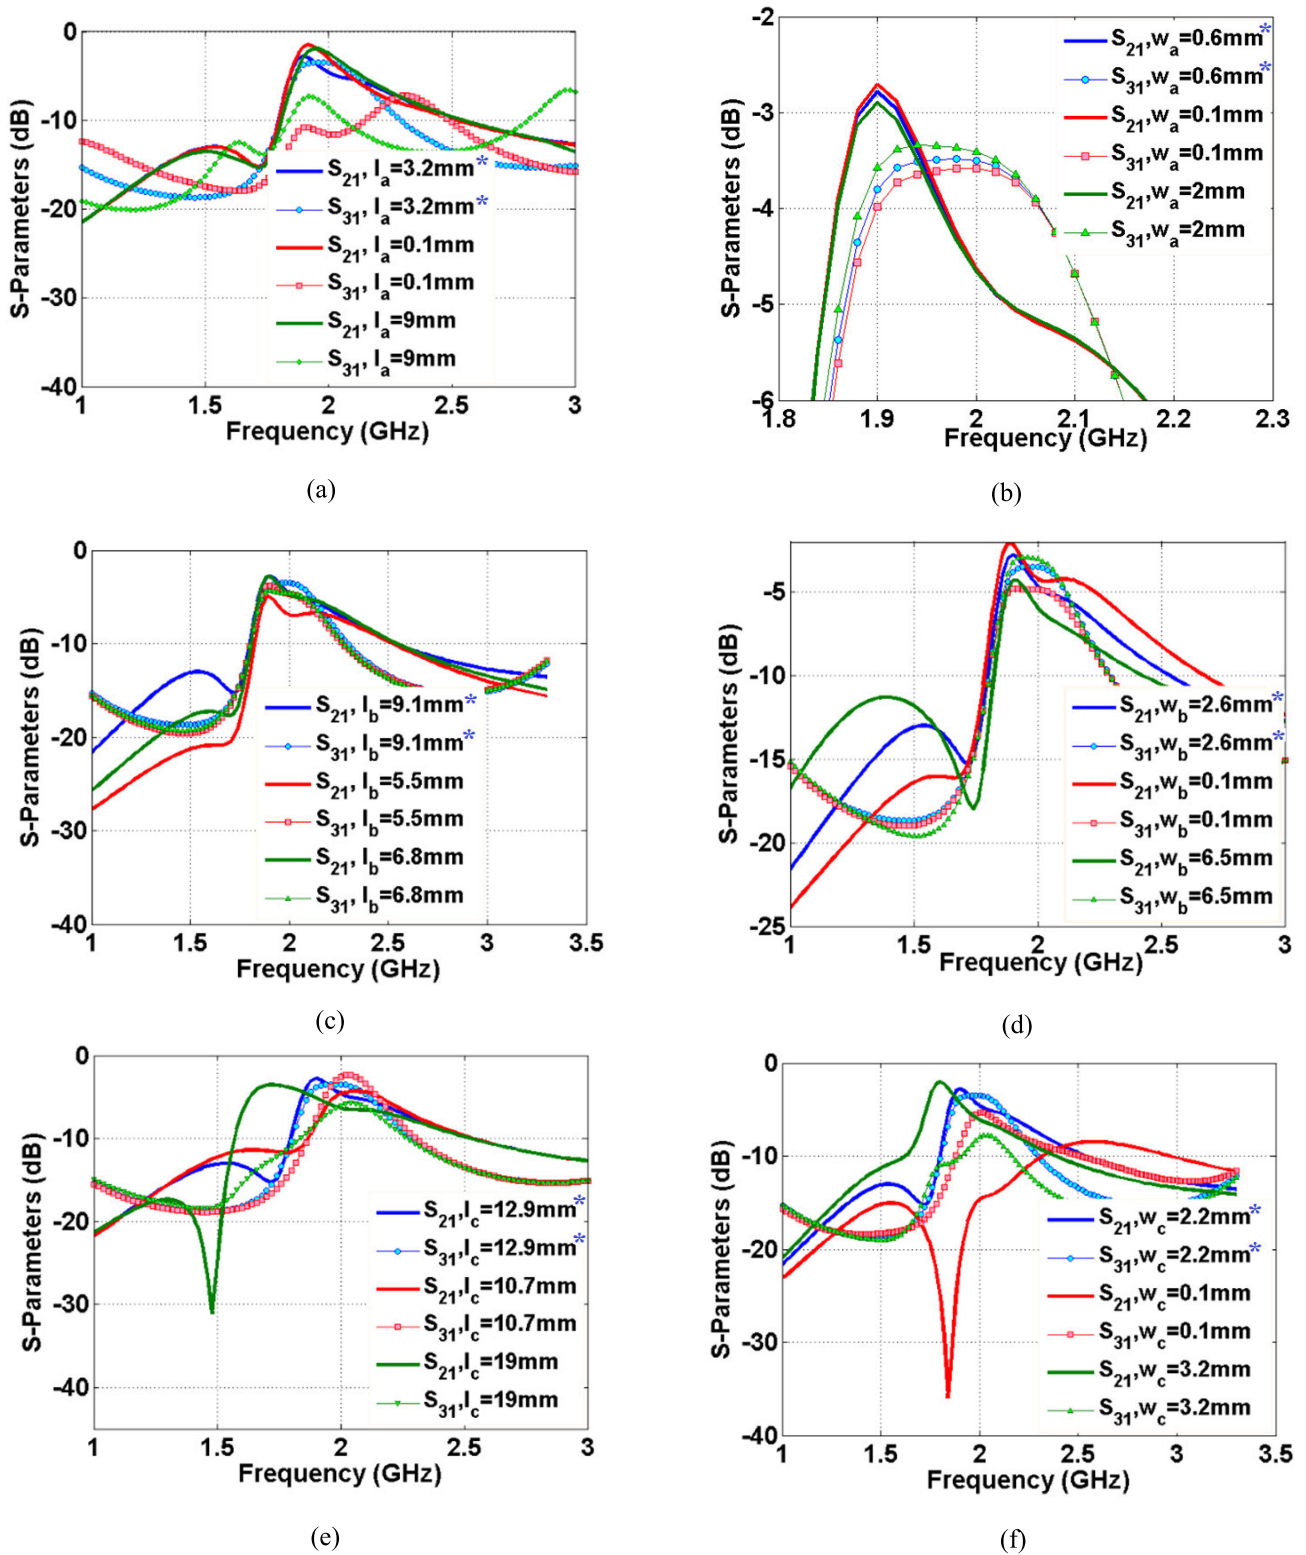 0
-10
-20
-30
-40
S-Parameters (dB)
S21, la=3.2mm*
S31, la=3.2mm*
S21, la=0.1mm
S31, la=0.1mm
S21, la=9mm
S31, la=9mm
1 1.5 2 2.5 3
Frequency (GHz)
(a)
-2
-3
-4
-5
-6
S-Parameters (dB)
S21,wa=0.6mm*
S31,wa=0.6mm*
S21,wa=0.1mm
S31,wa=0.1mm
S21,wa=2mm
S31,wa=2mm
1.8 1.9 2 2.1 2.2 2.3
Frequency (GHz)
(b)
0
-10
-20
-30
-40
S-Parameters (dB)
S21, lb=9.1mm*
S31, lb=9.1mm*
S21, lb=5.5mm
S31, lb=5.5mm
S21, lb=6.8mm
S31, lb=6.8mm
1 1.5 2 2.5 3 3.5
Frequency (GHz)
(c)
-5
-10
-15
-20
-25
S-Parameters (dB)
S21,wb=2.6mm*
S31,wb=2.6mm*
S21,wb=0.1mm
S31,wb=0.1mm
S21,wb=6.5mm
S31,wb=6.5mm
1 1.5 2 2.5 3
Frequency (GHz)
(d)
0
-10
-20
-30
-40
S-Parameters (dB)
S21,lc=12.9mm*
S31,lc=12.9mm*
S21,lc=10.7mm
S31,lc=10.7mm
S21,lc=19mm
S31,lc=19mm
1 1.5 2 2.5 3
Frequency (GHz)
(e)
0
-10
-20
-30
-40
S-Parameters (dB)
S21,wc=2.2mm*
S31,wc=2.2mm*
S21,wc=0.1mm
S31,wc=0.1mm
S21,wc=3.2mm
S31,wc=3.2mm
1 1.5 2 2.5 3 3.5
Frequency (GHz)
(f)